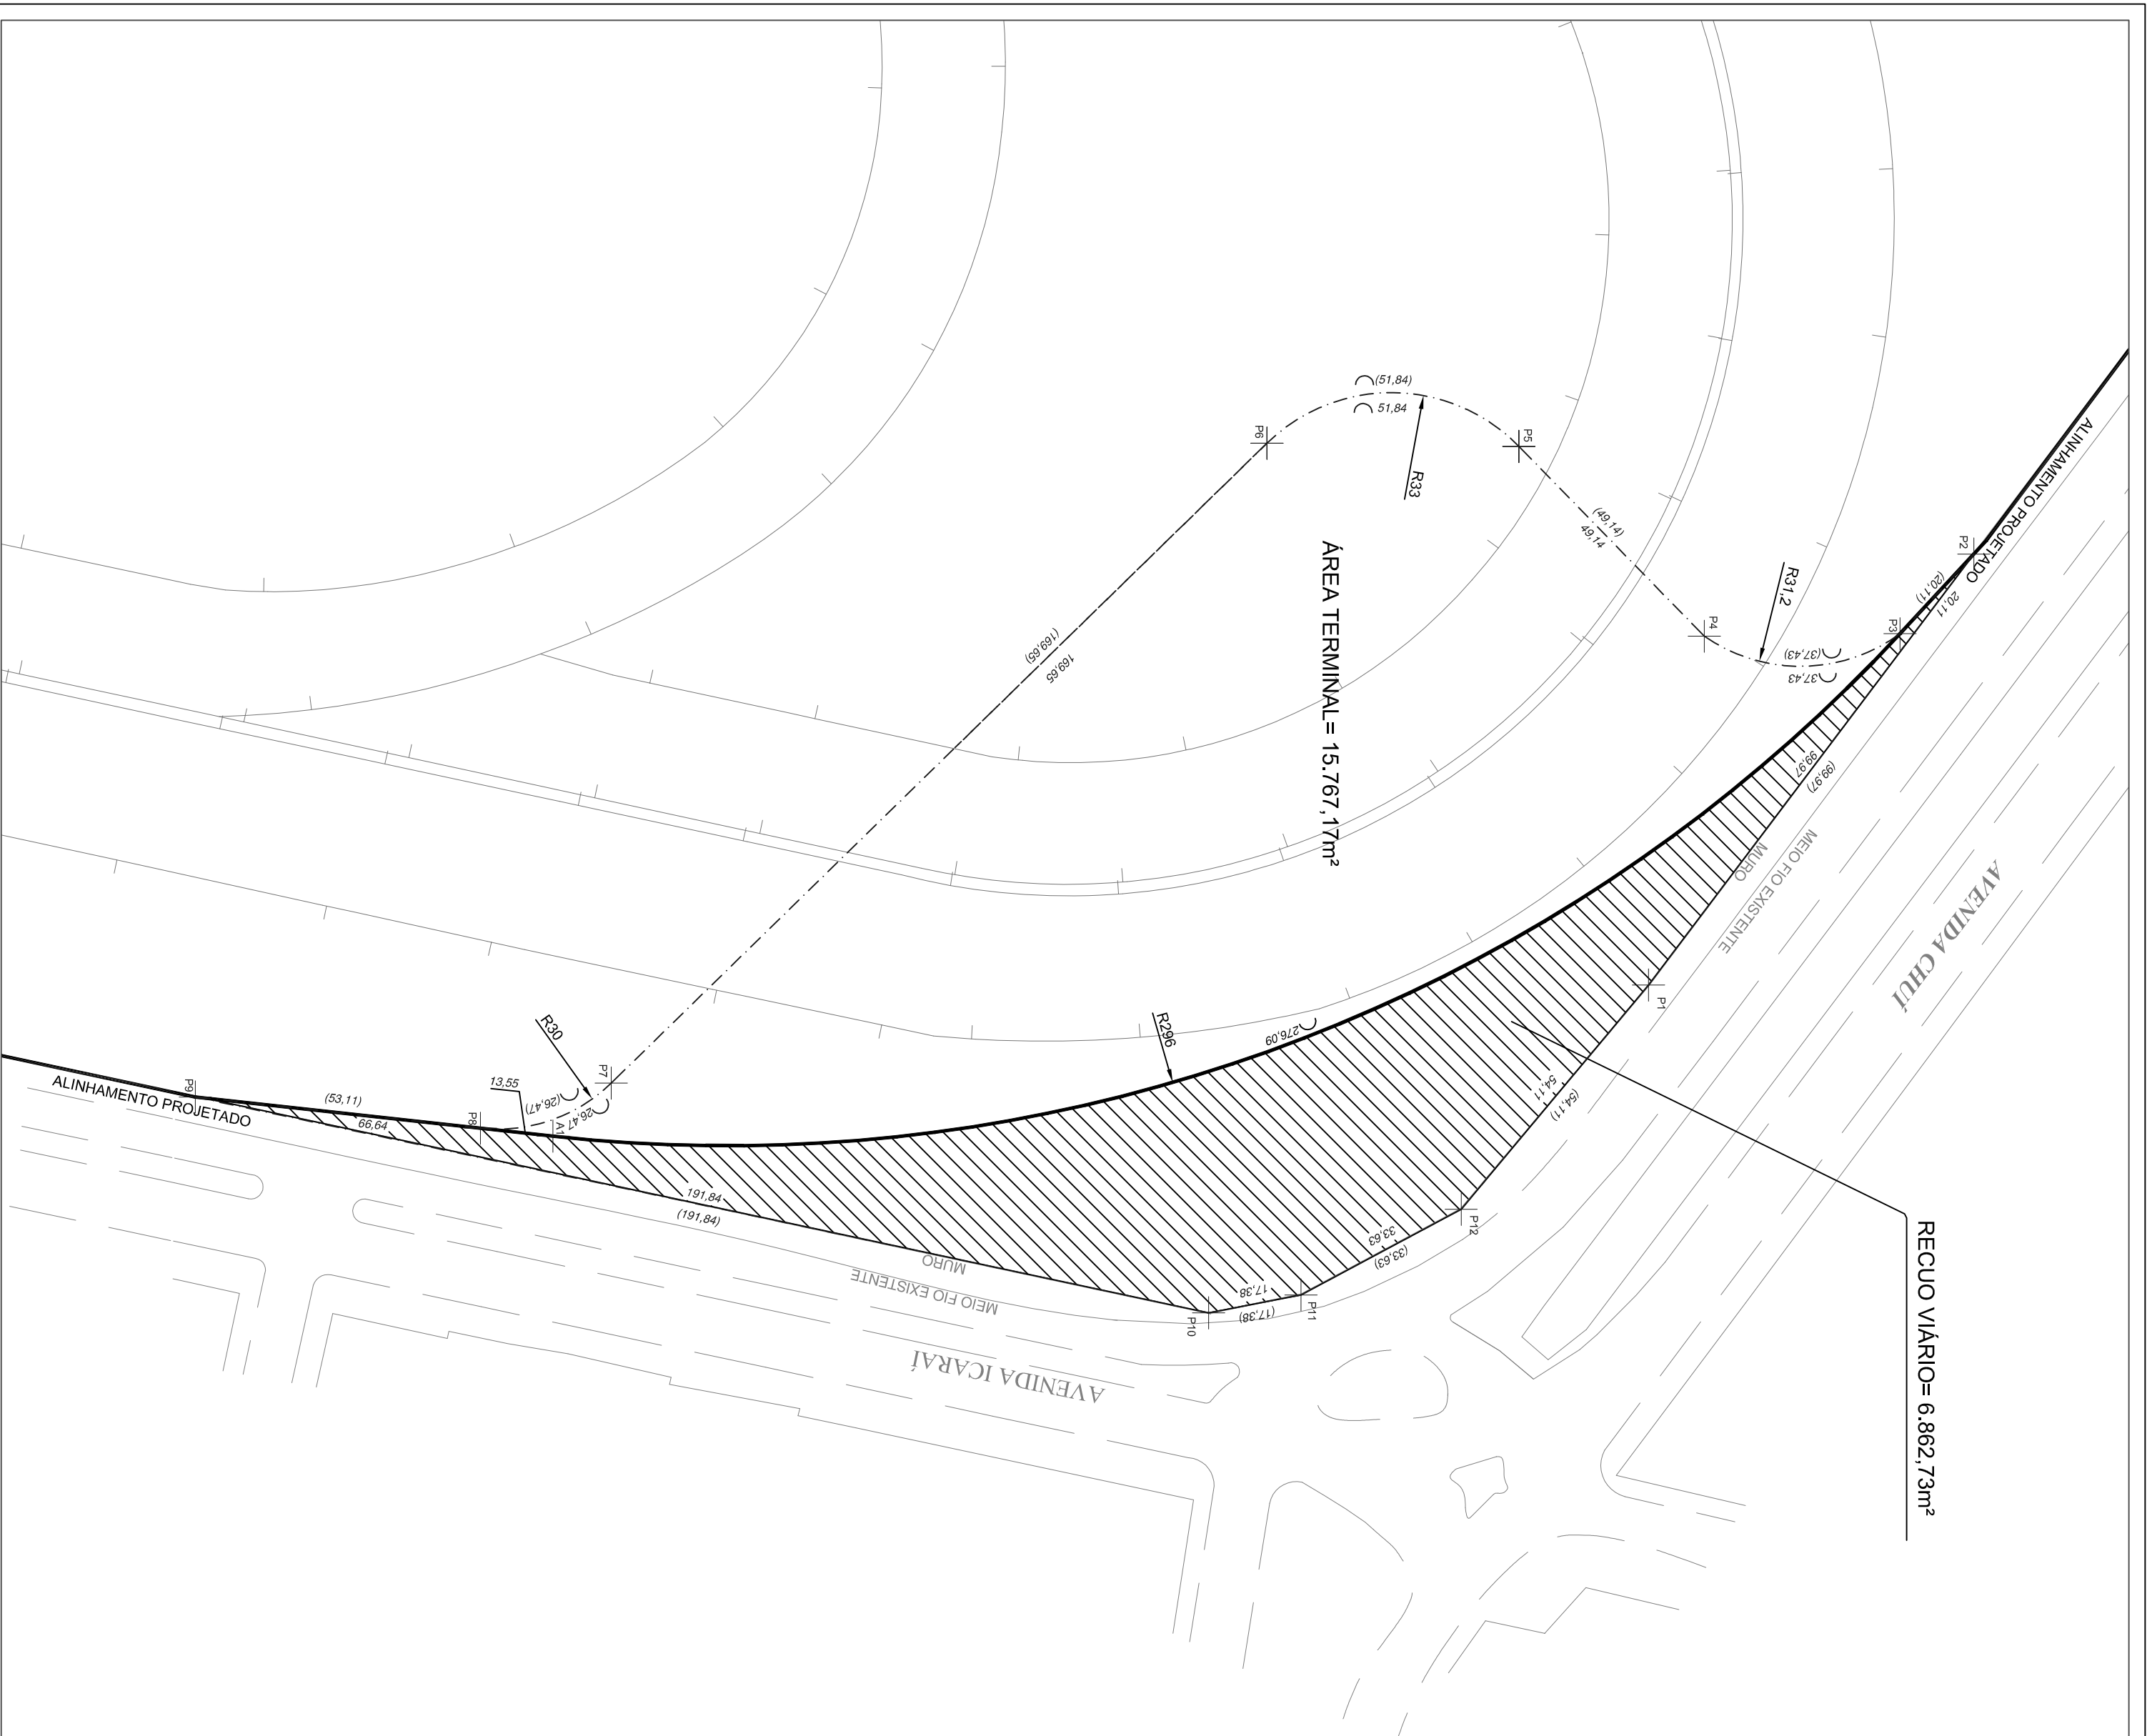 ALINHAMENTO PROJETADO
P2
(20,11)
20,11
P3
(37,43)
37,43
R31,2
P4
(49,14)
49,14
P5
(51,84)
51,84
R33
P6
ÁREA TERMINAL= 15.767,17m²
(169,65)
169,65
99,97
(99,97)
MURO
MEIO FIO EXISTENTE
AVENIDA CHUÍ
P1
54,11
(54,11)
R296
276,09
R30
P7
13,55
(26,47)
26,47
A1
P8
P9
(53,11)
66,64
ALINHAMENTO PROJETADO
191,84
(191,84)
MURO
MEIO FIO EXISTENTE
AVENIDA ICARAÍ
P10
17,38
(17,38)
P11
33,63
(33,63)
P12
RECUO VIÁRIO= 6.862,73m²